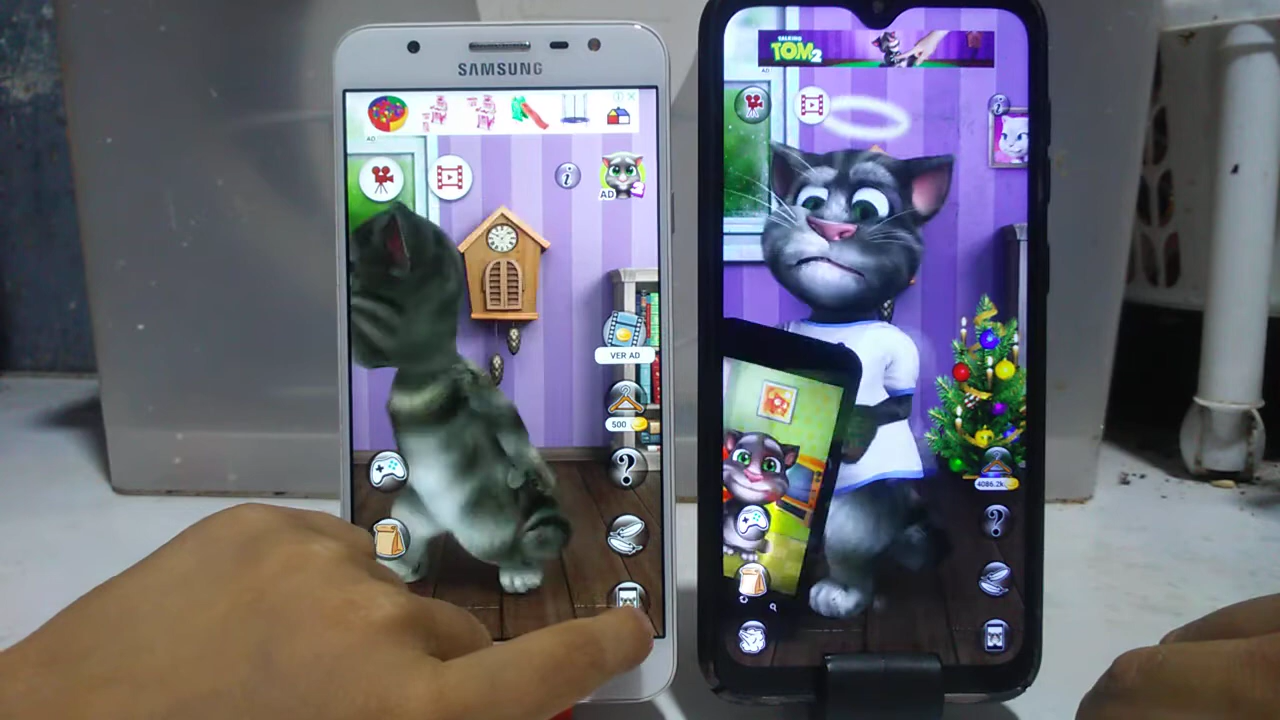 SAMSUNG
AD
AD
VER AD
500
TALKING
TOM2
AD
4086.2k